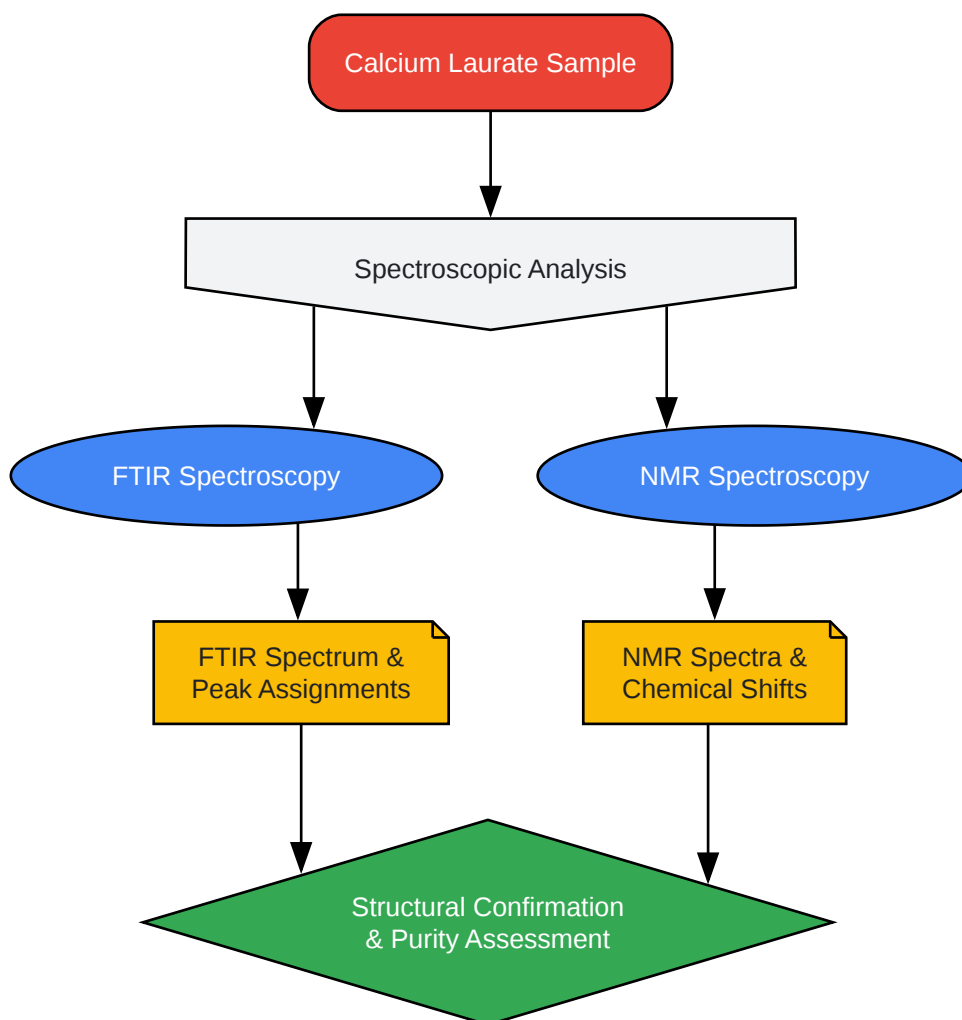 Calcium Laurate Sample
Spectroscopic Analysis
FTIR Spectroscopy
NMR Spectroscopy
FTIR Spectrum &
Peak Assignments
NMR Spectra &
Chemical Shifts
Structural Confirmation
& Purity Assessment